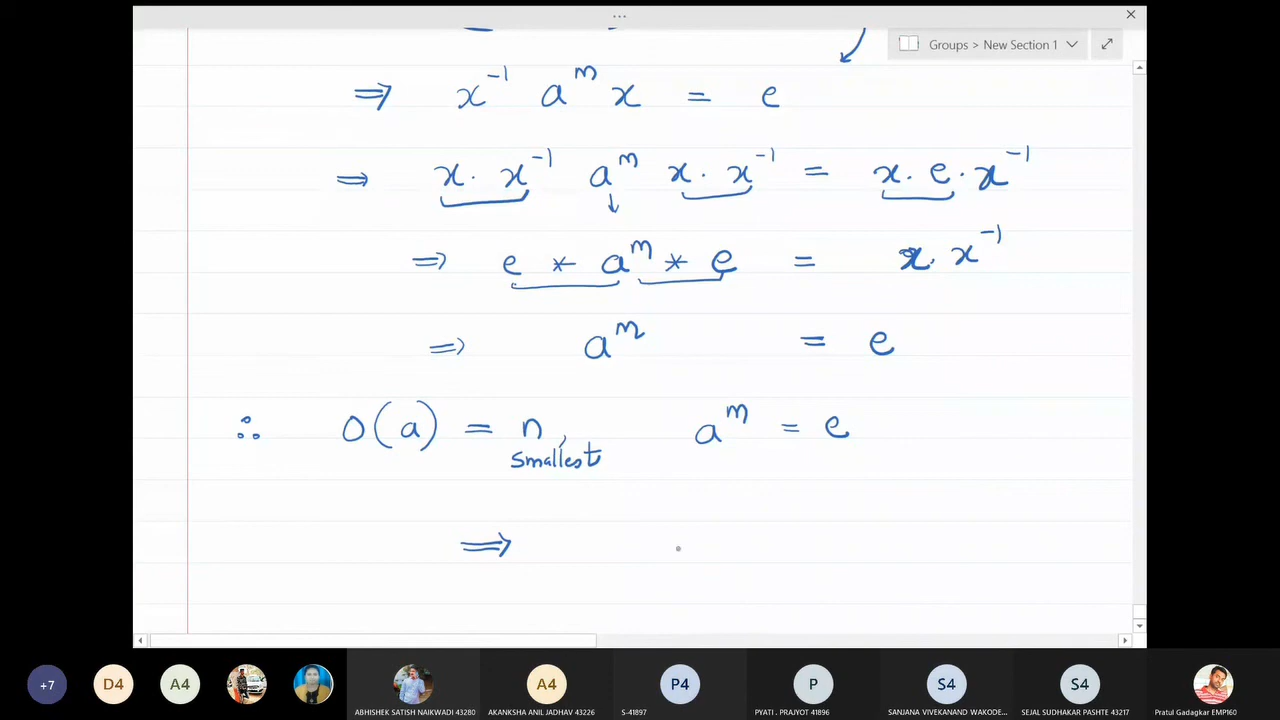 ...
Groups > New Section 1
⇒ x⁻¹ aᵐ x = e
⇒ x · x⁻¹ aᵐ x · x⁻¹ = x · e · x⁻¹
⇒ e * aᵐ * e = x · x⁻¹
⇒ aᵐ = e
∴ O(a) = n, aᵐ = e
smallest
⇒
+7 D4 A4 A4 P4 P S4 S4
ABHISHEK SATISH NAIKWADI 43280 AKANKSHA ANIL JADHAV 43226 S-41897 PYATI . PRAJYOT 41896 SANJANA VIVEKANAND WAKODE... SEJAL SUDHAKAR PASHTE 43217 Pratul Gadagkar EMP160